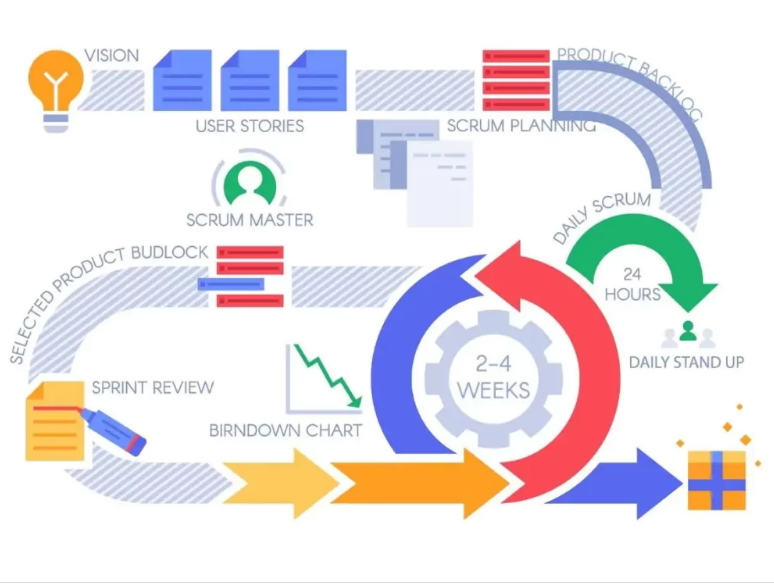 VISION
USER STORIES
PRODUCT BACKLOG
SCRUM PLANNING
SCRUM MASTER
DAILY SCRUM
24
HOURS
DAILY STAND UP
SELECTED PRODUCT BUDLOCK
2-4
WEEKS
SPRINT REVIEW
BIRNDOWN CHART